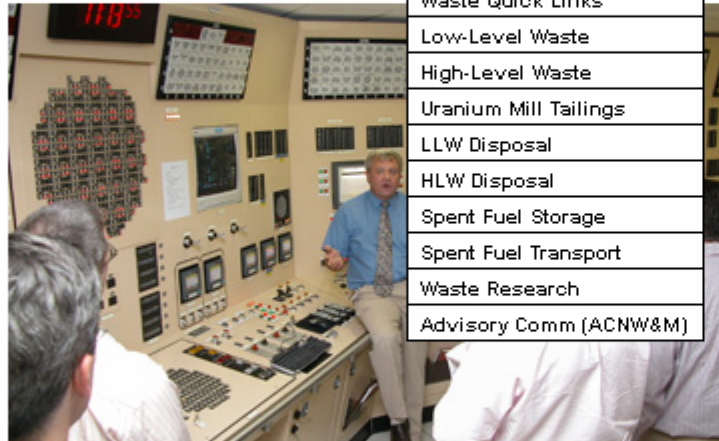 Waste Quick Links
Low-Level Waste
High-Level Waste
Uranium Mill Tailings
LLW Disposal
HLW Disposal
Spent Fuel Storage
Spent Fuel Transport
Waste Research
Advisory Comm (ACNW&M)